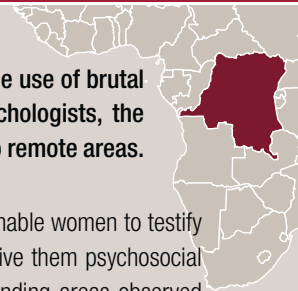 e use of brutal
chologists, the
remote areas.
nable women to testify
ive them psychosocial
nding areas observed